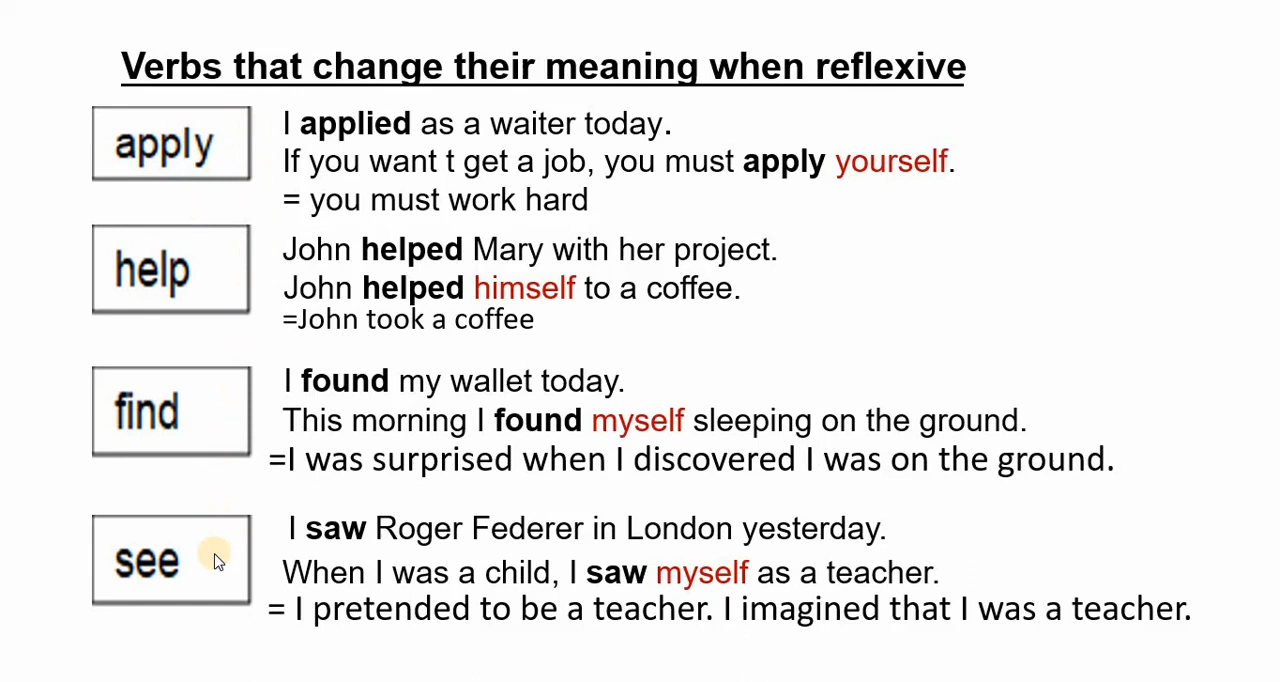 Verbs that change their meaning when reflexive
apply
I applied as a waiter today.
If you want t get a job, you must apply yourself.
= you must work hard
help
John helped Mary with her project.
John helped himself to a coffee.
=John took a coffee
find
I found my wallet today.
This morning I found myself sleeping on the ground.
=I was surprised when I discovered I was on the ground.
see
I saw Roger Federer in London yesterday.
When I was a child, I saw myself as a teacher.
= I pretended to be a teacher. I imagined that I was a teacher.